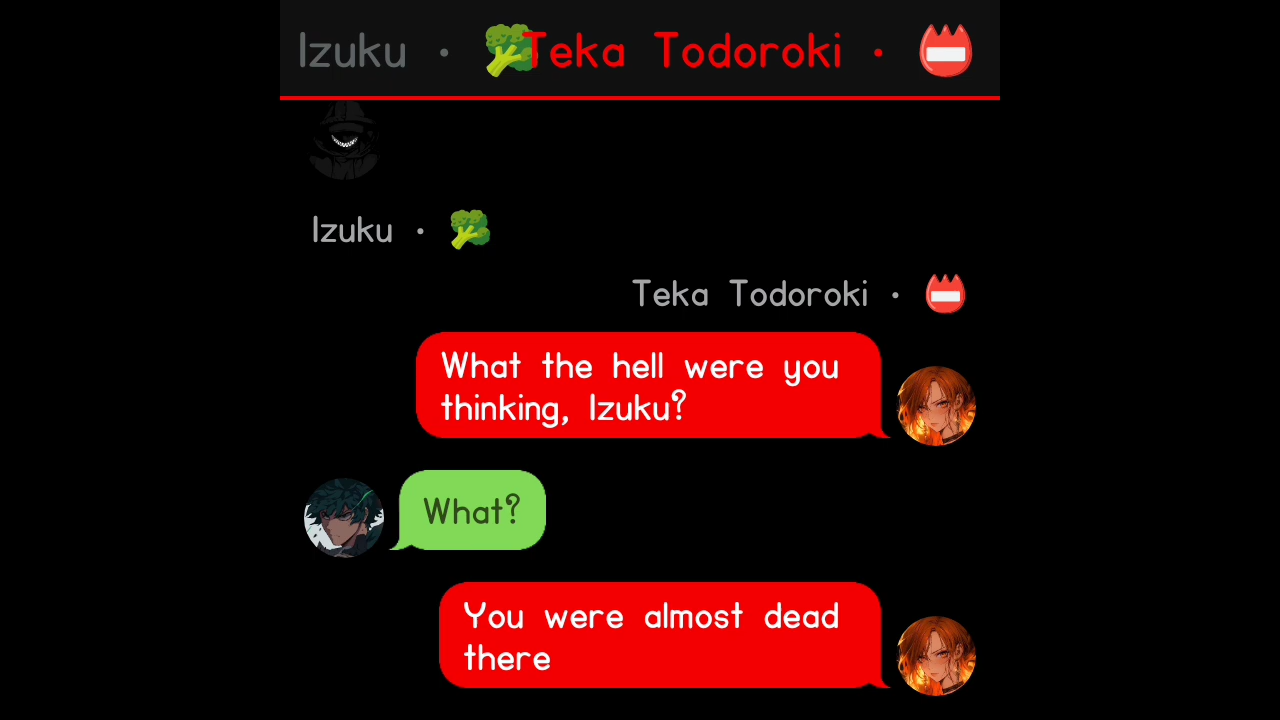 Izuku · 🥦 Teka Todoroki · 📛
Izuku · 🥦
Teka Todoroki · 📛
What the hell were you
thinking, Izuku?
What?
You were almost dead
there